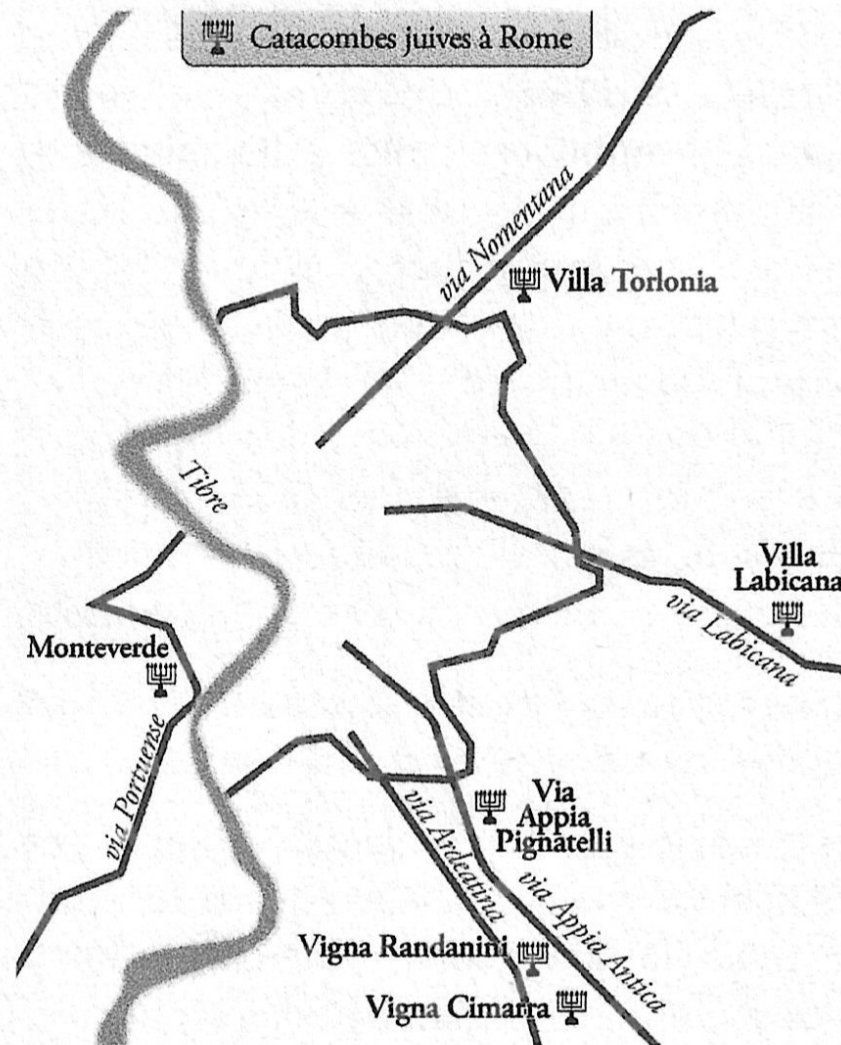 Catacombes juives à Rome
via Nomentana
Villa Torlonia
Tibre
Villa
Labicana
via Labicana
Monteverde
via Portuense
Via
Appia
Pignatelli
via Ardeatina
via Appia Antica
Vigna Randanini
Vigna Cimarra